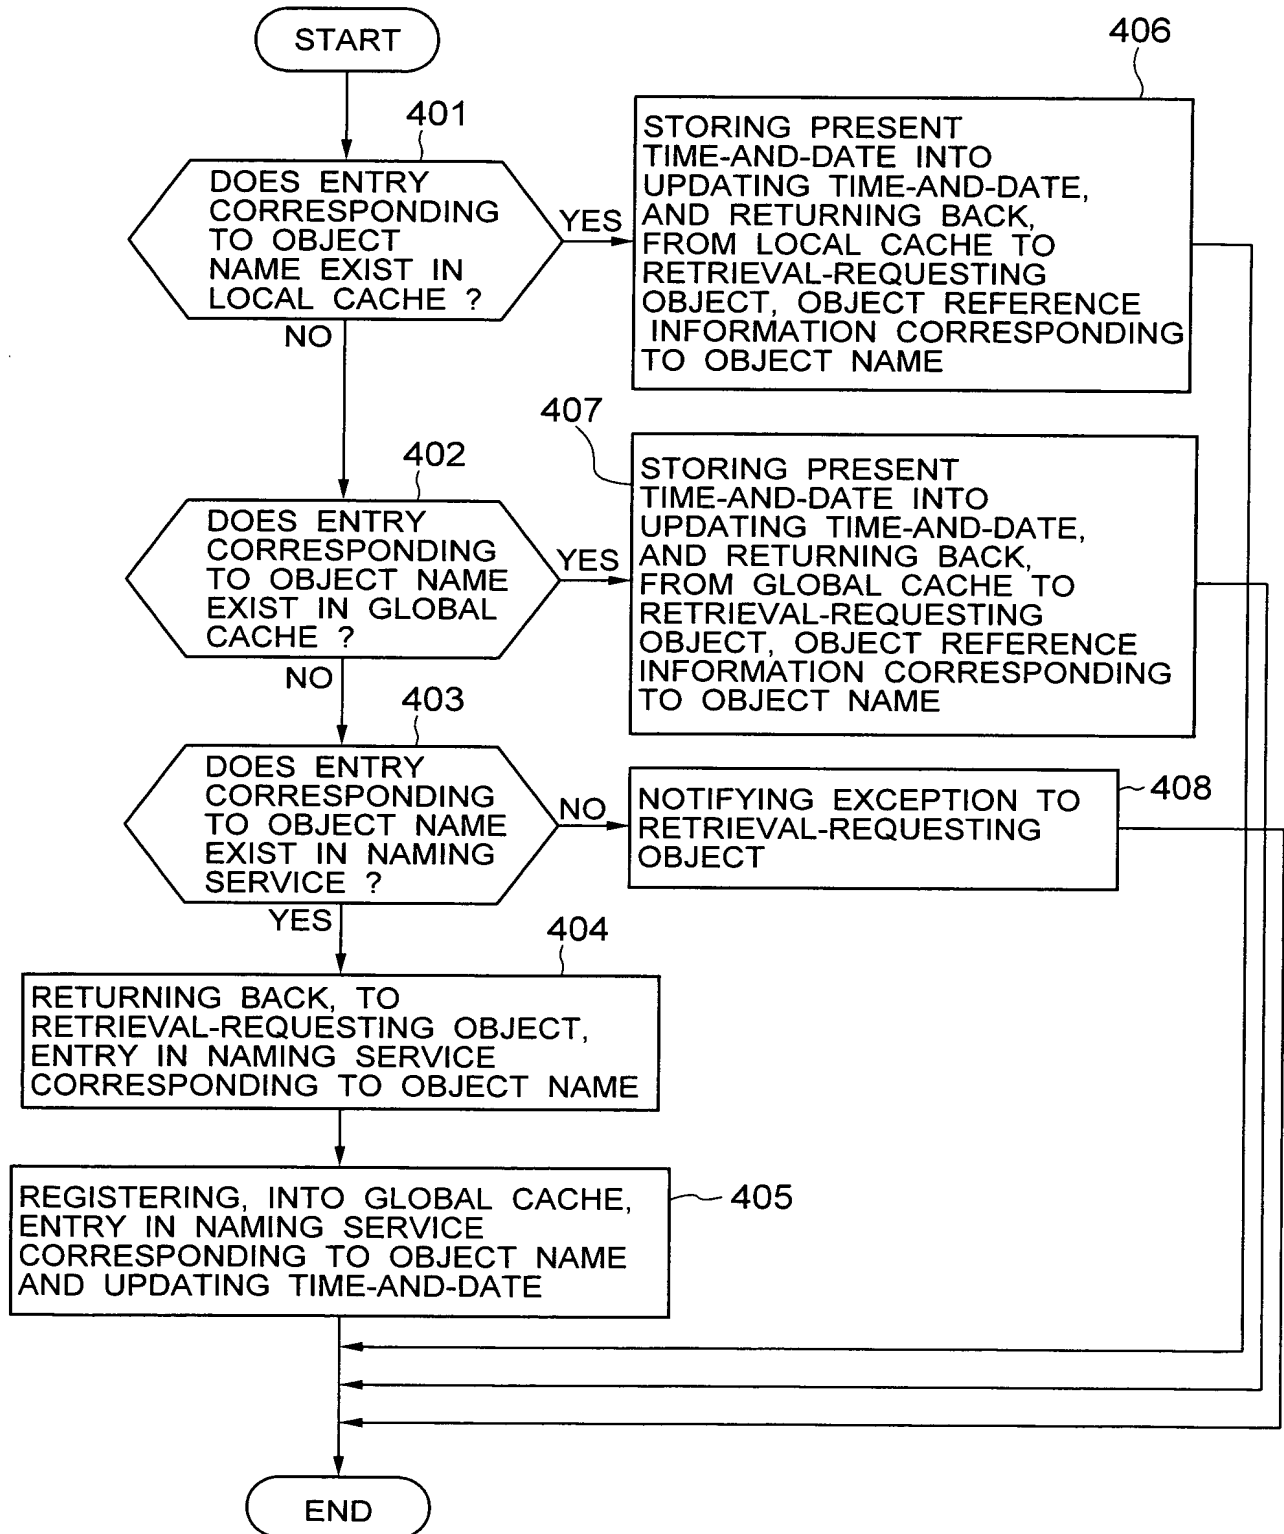 START
401
DOES ENTRY
CORRESPONDING
TO OBJECT
NAME EXIST IN
LOCAL CACHE ?
YES
NO
406
STORING PRESENT
TIME-AND-DATE INTO
UPDATING TIME-AND-DATE,
AND RETURNING BACK,
FROM LOCAL CACHE TO
RETRIEVAL-REQUESTING
OBJECT, OBJECT REFERENCE
INFORMATION CORRESPONDING
TO OBJECT NAME
402
DOES ENTRY
CORRESPONDING
TO OBJECT NAME
EXIST IN GLOBAL
CACHE ?
YES
NO
407
STORING PRESENT
TIME-AND-DATE INTO
UPDATING TIME-AND-DATE,
AND RETURNING BACK,
FROM GLOBAL CACHE TO
RETRIEVAL-REQUESTING
OBJECT, OBJECT REFERENCE
INFORMATION CORRESPONDING
TO OBJECT NAME
403
DOES ENTRY
CORRESPONDING
TO OBJECT NAME
EXIST IN NAMING
SERVICE ?
NO
YES
408
NOTIFYING EXCEPTION TO
RETRIEVAL-REQUESTING
OBJECT
404
RETURNING BACK, TO
RETRIEVAL-REQUESTING OBJECT,
ENTRY IN NAMING SERVICE
CORRESPONDING TO OBJECT NAME
405
REGISTERING, INTO GLOBAL CACHE,
ENTRY IN NAMING SERVICE
CORRESPONDING TO OBJECT NAME
AND UPDATING TIME-AND-DATE
END